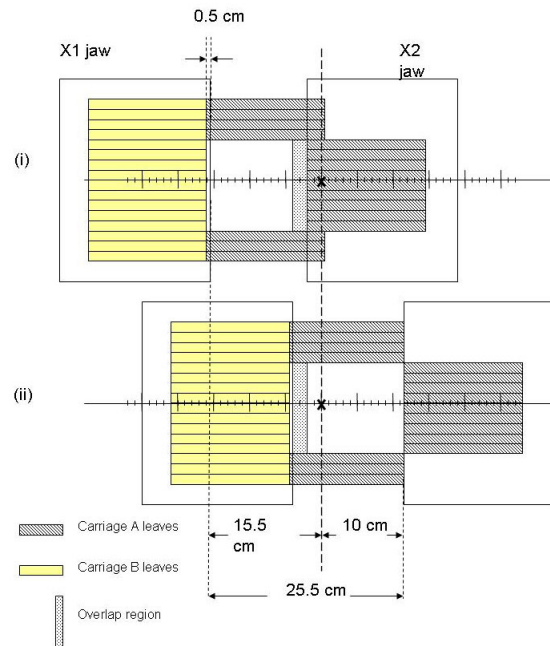 0.5 cm
X1 jaw
X2
jaw
(i)
(ii)
15.5
cm
10 cm
25.5 cm
Carriage A leaves
Carriage B leaves
Overlap region